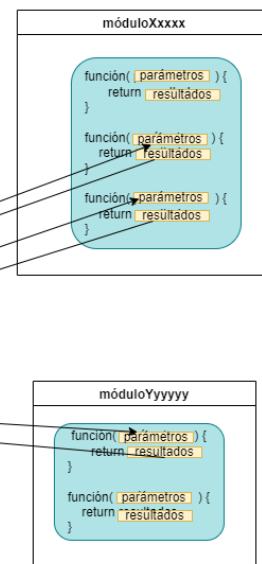 móduloXxxxx
función( parámetros ) {
return resultados
}
función( parámetros ) {
return resultados
}
función( parámetros ) {
return resultados
}
móduloYyyyyy
función( parámetros ) {
return resultados
}
función( parámetros ) {
return resultados
}